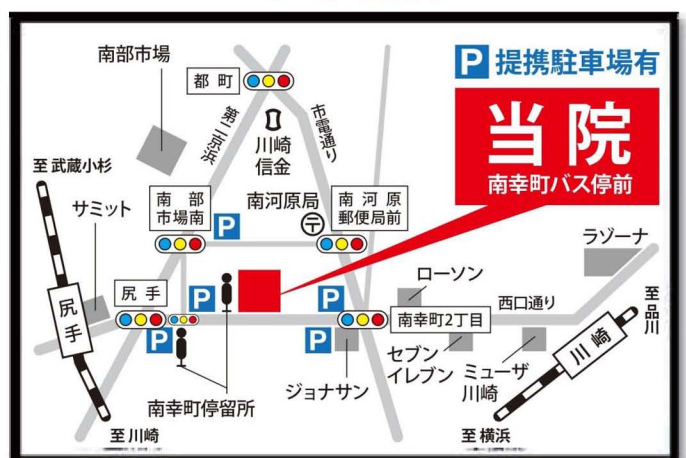 南部市場
都町
P 提携駐車場有
当院
南幸町バス停前
第二京浜
市電通り
川崎
信金
至 武蔵小杉
サミット
南部
市場南
P
南河原局
〒
南河原
郵便局前
ラゾーナ
尻手
尻手
P
P
ローソン
西口通り
至 品川
南幸町2丁目
P
P
ジョナサン
セブン
イレブン
ミューザ
川崎
川崎
南幸町停留所
至 川崎
至 横浜